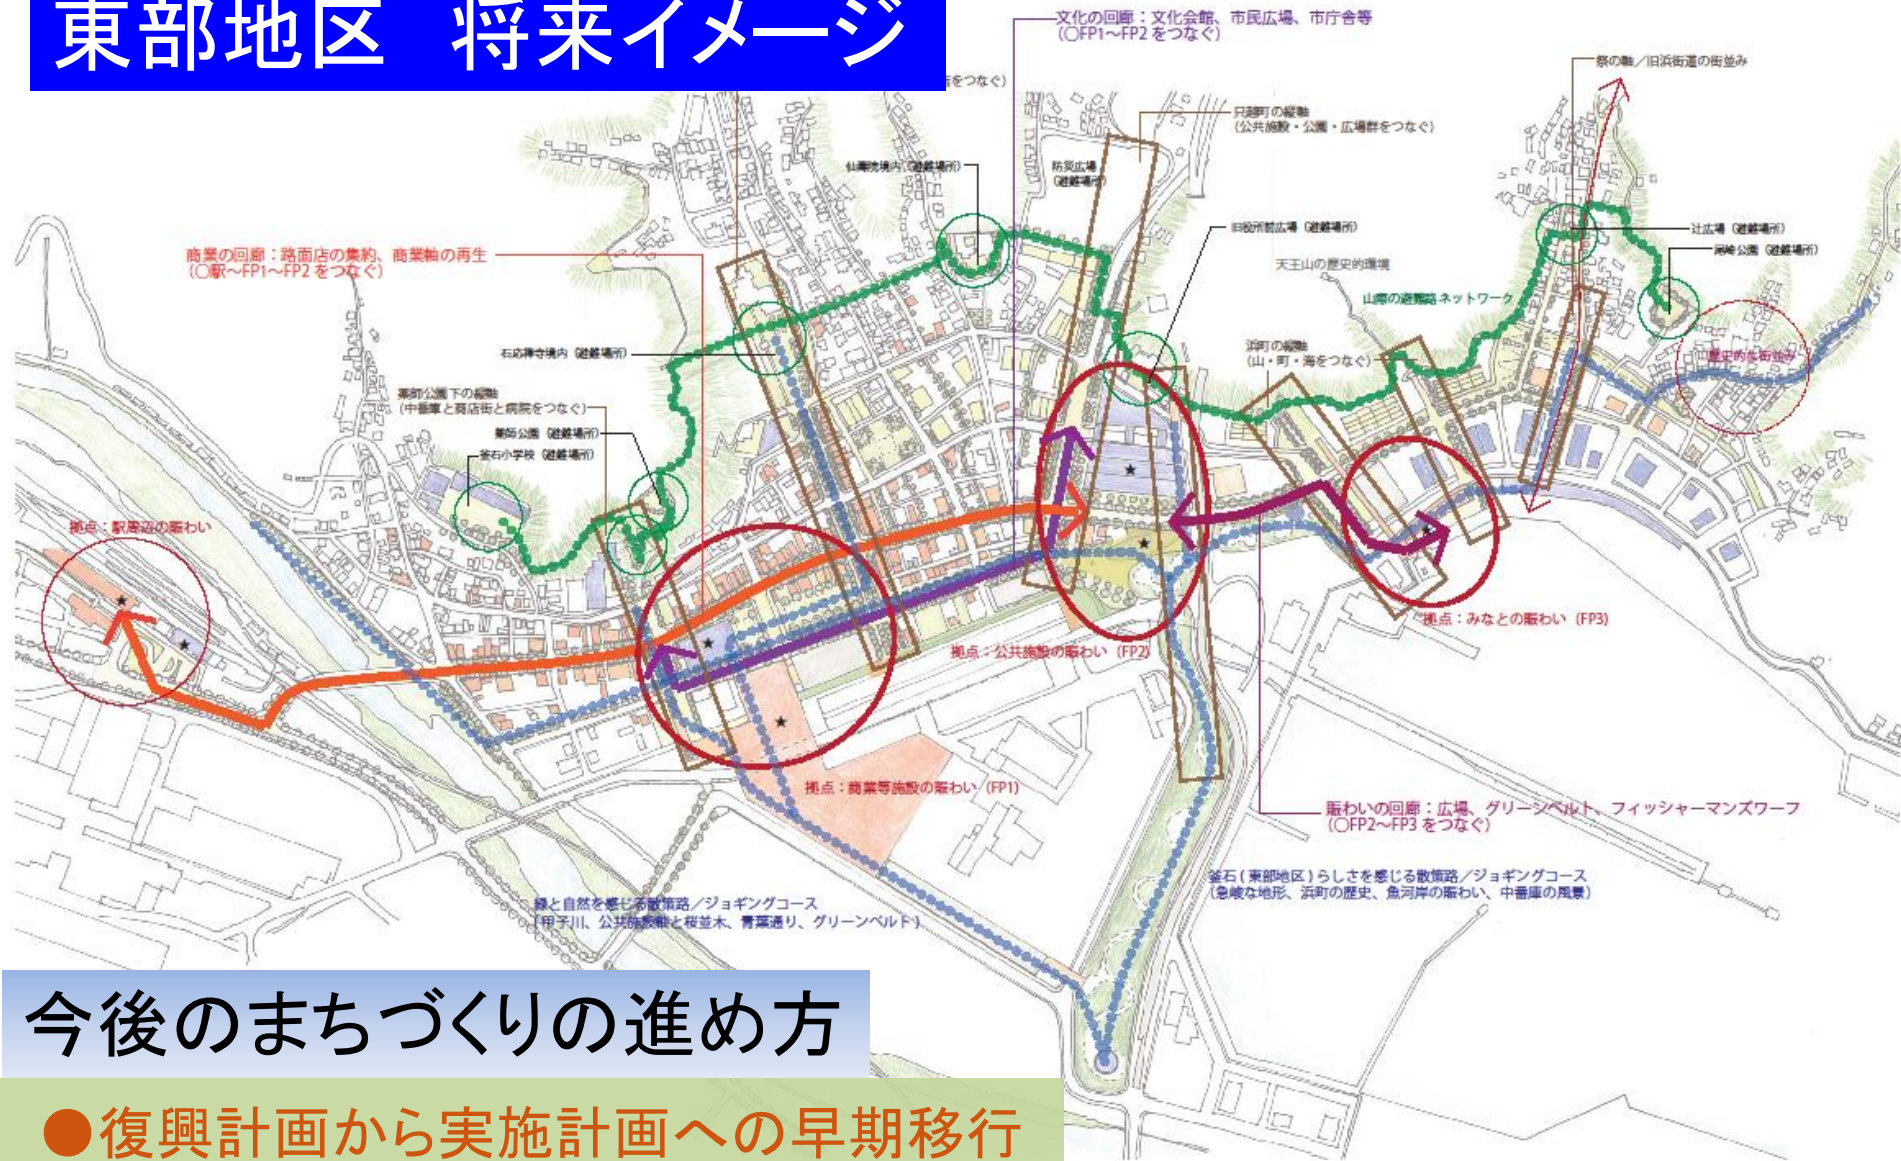 東部地区　将来イメージ
文化の回廊：文化会館、市民広場、市庁舎等
（○FP1～FP2をつなぐ）
をつなぐ）
祭の軸／旧浜街道の街並み
只越町の縦軸
（公共施設・公園・広場群をつなぐ）
仙寿院境内（避難場所）
防災広場
（避難場所）
旧役所前広場（避難場所）
辻広場（避難場所）
尾崎公園（避難場所）
天王山の歴史的環境
商業の回廊：路面店の集約、商業軸の再生
（○駅～FP1～FP2をつなぐ）
山際の避難路ネットワーク
石応禅寺境内（避難場所）
浜町の縦軸
（山・町・海をつなぐ）
歴史的な街並み
薬師公園下の縦軸
（中番庫と商店街と病院をつなぐ）
薬師公園（避難場所）
釜石小学校（避難場所）
拠点：駅周辺の賑わい
拠点：みなとの賑わい（FP3）
拠点：公共施設の賑わい（FP2）
拠点：商業等施設の賑わい（FP1）
賑わいの回廊：広場、グリーンベルト、フィッシャーマンズワーフ
（○FP2～FP3をつなぐ）
釜石（東部地区）らしさを感じる散策路／ジョギングコース
（急峻な地形、浜町の歴史、魚河岸の賑わい、中番庫の風景）
緑と自然を感じる散策路／ジョギングコース
（甲子川、公共施設軸と桜並木、青葉通り、グリーンベルト）
今後のまちづくりの進め方
●復興計画から実施計画への早期移行